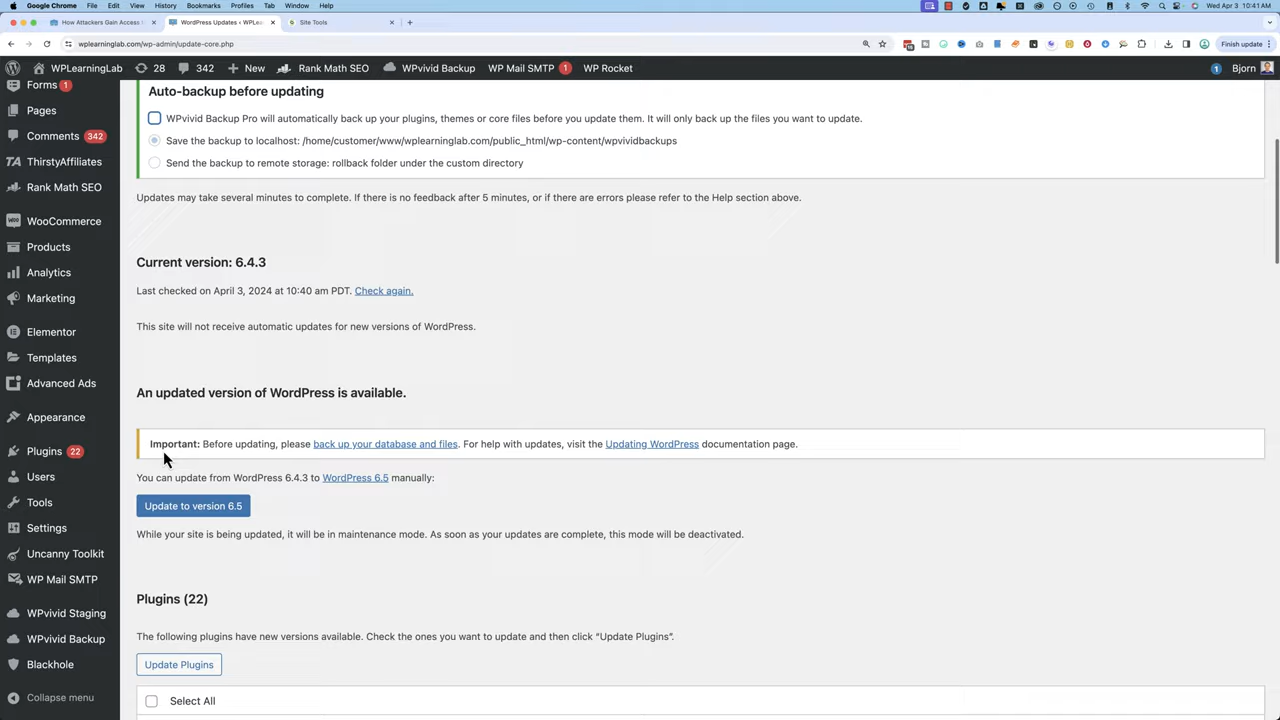 Google Chrome File Edit View History Bookmarks Profiles Tab Window Help Wed Apr 3 10:41 AM
How Attackers Gain Access WordPress Updates ‹ WPLea Site Tools
wplearninglab.com/wp-admin/update-core.php Finish update
WPLearningLab 28 342 New Rank Math SEO WPvivid Backup WP Mail SMTP 1 WP Rocket 1 Bjorn
Forms 1
Pages
Comments 342
ThirstyAffiliates
Rank Math SEO
WooCommerce
Products
Analytics
Marketing
Elementor
Templates
Advanced Ads
Appearance
Plugins 22
Users
Tools
Settings
Uncanny Toolkit
WP Mail SMTP
WPvivid Staging
WPvivid Backup
Blackhole
Collapse menu
Auto-backup before updating
WPvivid Backup Pro will automatically back up your plugins, themes or core files before you update them. It will only back up the files you want to update.
Save the backup to localhost: /home/customer/www/wplearninglab.com/public_html/wp-content/wpvividbackups
Send the backup to remote storage: rollback folder under the custom directory
Updates may take several minutes to complete. If there is no feedback after 5 minutes, or if there are errors please refer to the Help section above.
Current version: 6.4.3
Last checked on April 3, 2024 at 10:40 am PDT. Check again.
This site will not receive automatic updates for new versions of WordPress.
An updated version of WordPress is available.
Important: Before updating, please back up your database and files. For help with updates, visit the Updating WordPress documentation page.
You can update from WordPress 6.4.3 to WordPress 6.5 manually:
Update to version 6.5
While your site is being updated, it will be in maintenance mode. As soon as your updates are complete, this mode will be deactivated.
Plugins (22)
The following plugins have new versions available. Check the ones you want to update and then click “Update Plugins”.
Update Plugins
Select All